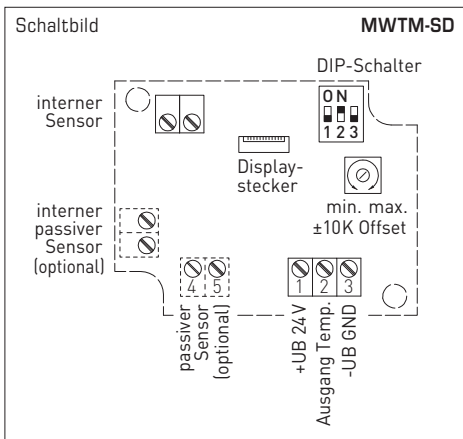 Schaltbild MWTM-SD
DIP-Schalter
ON
1 2 3
interner
Sensor
Display-
stecker
min. max.
±10K Offset
interner
passiver
Sensor
(optional)
4 5
1 2 3
passiver
Sensor
(optional)
+UB 24V
Ausgang Temp.
-UB GND